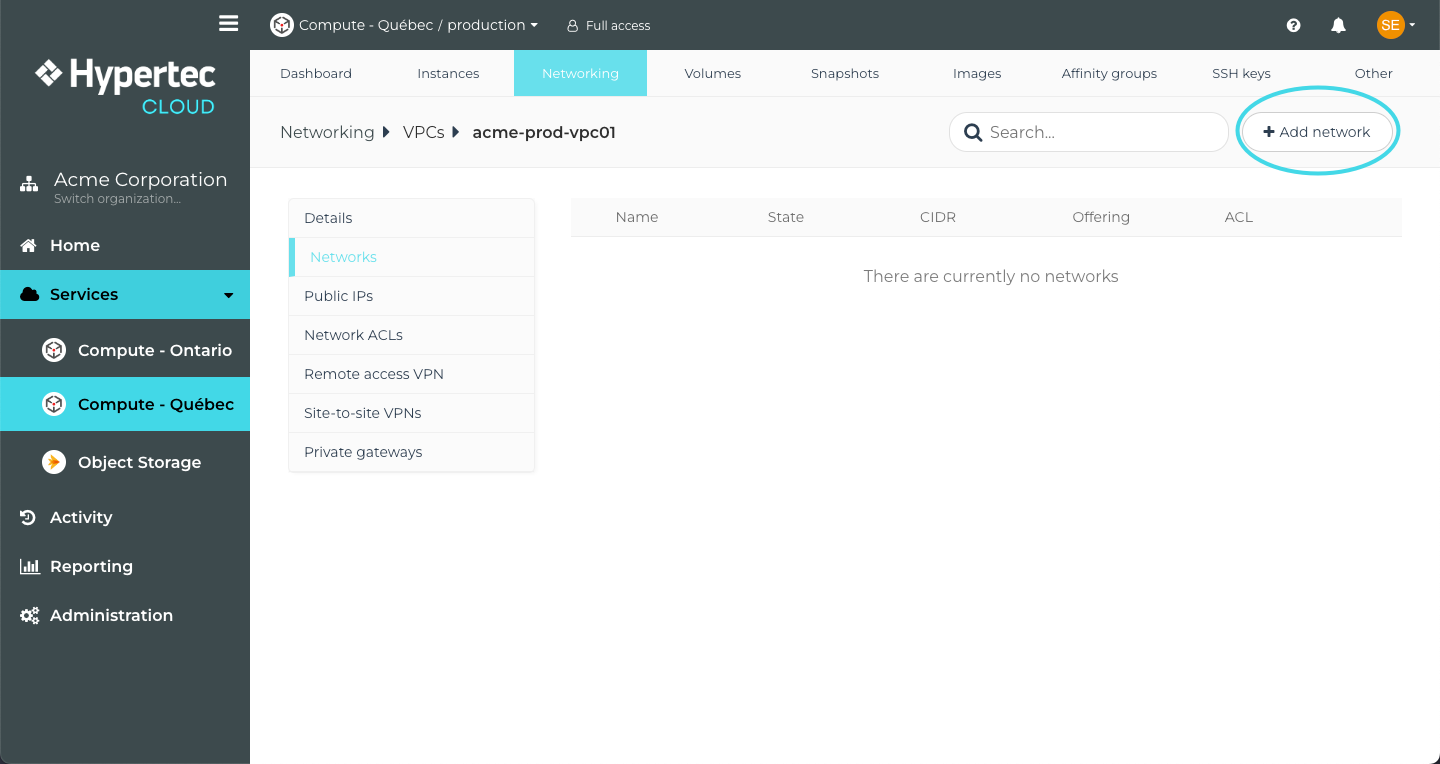 Compute - Québec / production
Full access
SE
Hypertec
CLOUD
Dashboard Instances Networking Volumes Snapshots Images Affinity groups SSH keys Other
Networking VPCs acme-prod-vpc01
Search...
+ Add network
Acme Corporation
Switch organization...
Home
Services
Compute - Ontario
Compute - Québec
Object Storage
Activity
Reporting
Administration
Details
Networks
Public IPs
Network ACLs
Remote access VPN
Site-to-site VPNs
Private gateways
Name State CIDR Offering ACL
There are currently no networks